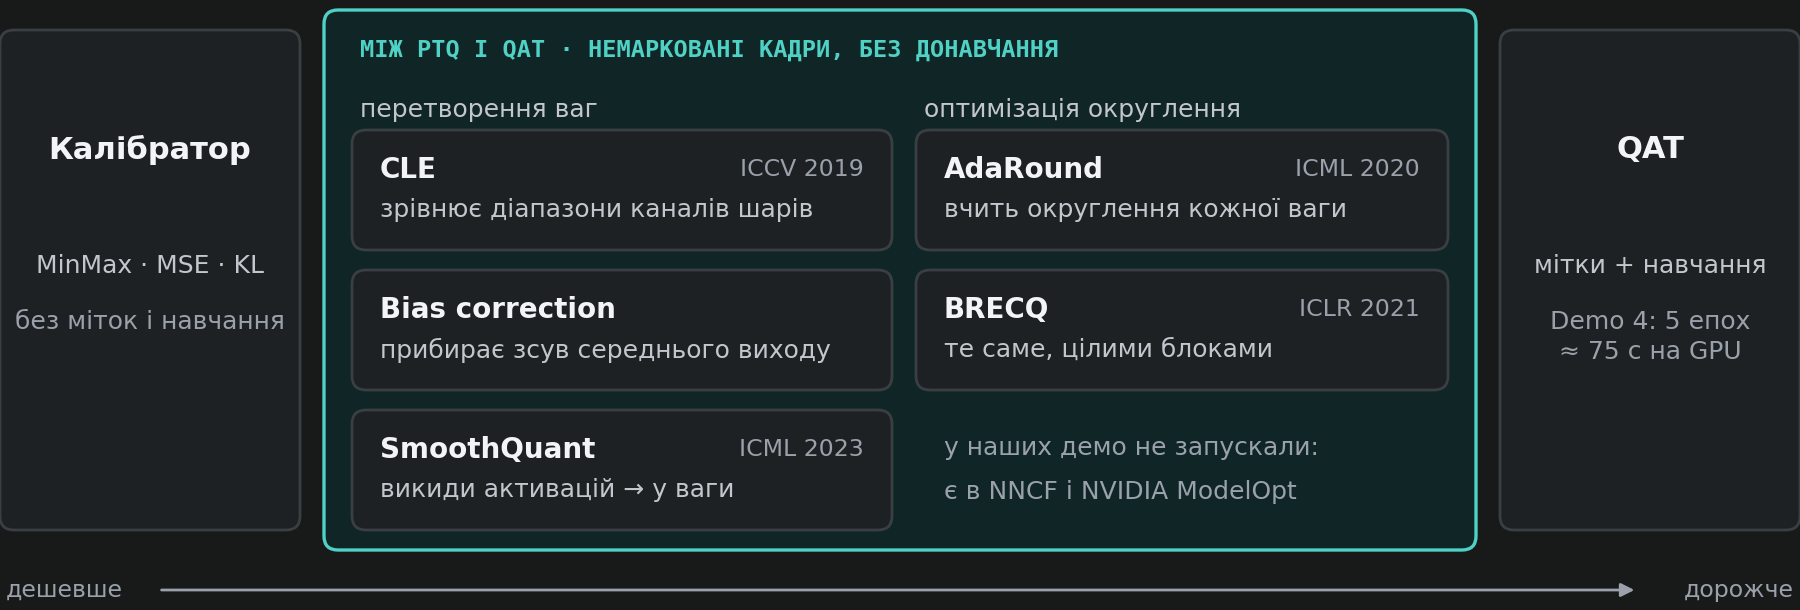 Калібратор
MinMax · MSE · KL
без міток і навчання
МІЖ PTQ І QAT · НЕМАРКОВАНІ КАДРИ, БЕЗ ДОНАВЧАННЯ
перетворення ваг
CLE ICCV 2019
зрівнює діапазони каналів шарів
Bias correction
прибирає зсув середнього виходу
SmoothQuant ICML 2023
викиди активацій → у ваги
оптимізація округлення
AdaRound ICML 2020
вчить округлення кожної ваги
BRECQ ICLR 2021
те саме, цілими блоками
у наших демо не запускали:
є в NNCF і NVIDIA ModelOpt
QAT
мітки + навчання
Demo 4: 5 епох
≈ 75 с на GPU
дешевше
дорожче